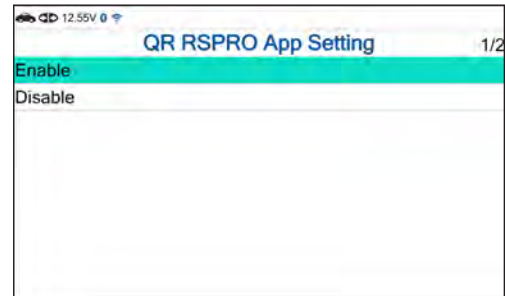 12.55V 0
QR RSPRO App Setting 1/2
Enable
Disable